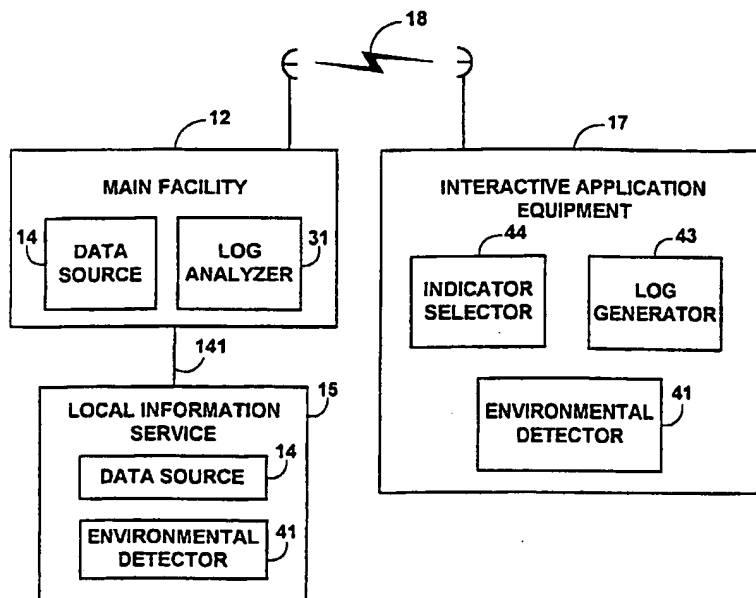 18
12
MAIN FACILITY
14
DATA
SOURCE
LOG
ANALYZER
31
141
LOCAL INFORMATION
SERVICE
15
DATA SOURCE
14
ENVIRONMENTAL
DETECTOR
41
17
INTERACTIVE APPLICATION
EQUIPMENT
44
INDICATOR
SELECTOR
43
LOG
GENERATOR
ENVIRONMENTAL
DETECTOR
41